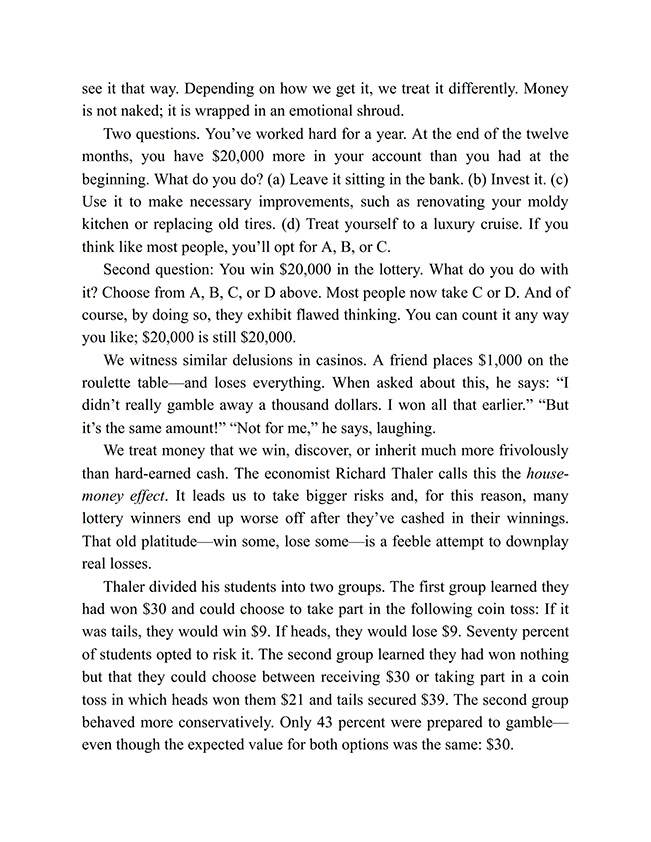 see it that way. Depending on how we get it, we treat it differently. Money
is not naked; it is wrapped in an emotional shroud.
Two questions. You’ve worked hard for a year. At the end of the twelve
months, you have $20,000 more in your account than you had at the
beginning. What do you do? (a) Leave it sitting in the bank. (b) Invest it. (c)
Use it to make necessary improvements, such as renovating your moldy
kitchen or replacing old tires. (d) Treat yourself to a luxury cruise. If you
think like most people, you’ll opt for A, B, or C.
Second question: You win $20,000 in the lottery. What do you do with
it? Choose from A, B, C, or D above. Most people now take C or D. And of
course, by doing so, they exhibit flawed thinking. You can count it any way
you like; $20,000 is still $20,000.
We witness similar delusions in casinos. A friend places $1,000 on the
roulette table—and loses everything. When asked about this, he says: “I
didn’t really gamble away a thousand dollars. I won all that earlier.” “But
it’s the same amount!” “Not for me,” he says, laughing.
We treat money that we win, discover, or inherit much more frivolously
than hard-earned cash. The economist Richard Thaler calls this the house-
money effect. It leads us to take bigger risks and, for this reason, many
lottery winners end up worse off after they’ve cashed in their winnings.
That old platitude—win some, lose some—is a feeble attempt to downplay
real losses.
Thaler divided his students into two groups. The first group learned they
had won $30 and could choose to take part in the following coin toss: If it
was tails, they would win $9. If heads, they would lose $9. Seventy percent
of students opted to risk it. The second group learned they had won nothing
but that they could choose between receiving $30 or taking part in a coin
toss in which heads won them $21 and tails secured $39. The second group
behaved more conservatively. Only 43 percent were prepared to gamble—
even though the expected value for both options was the same: $30.